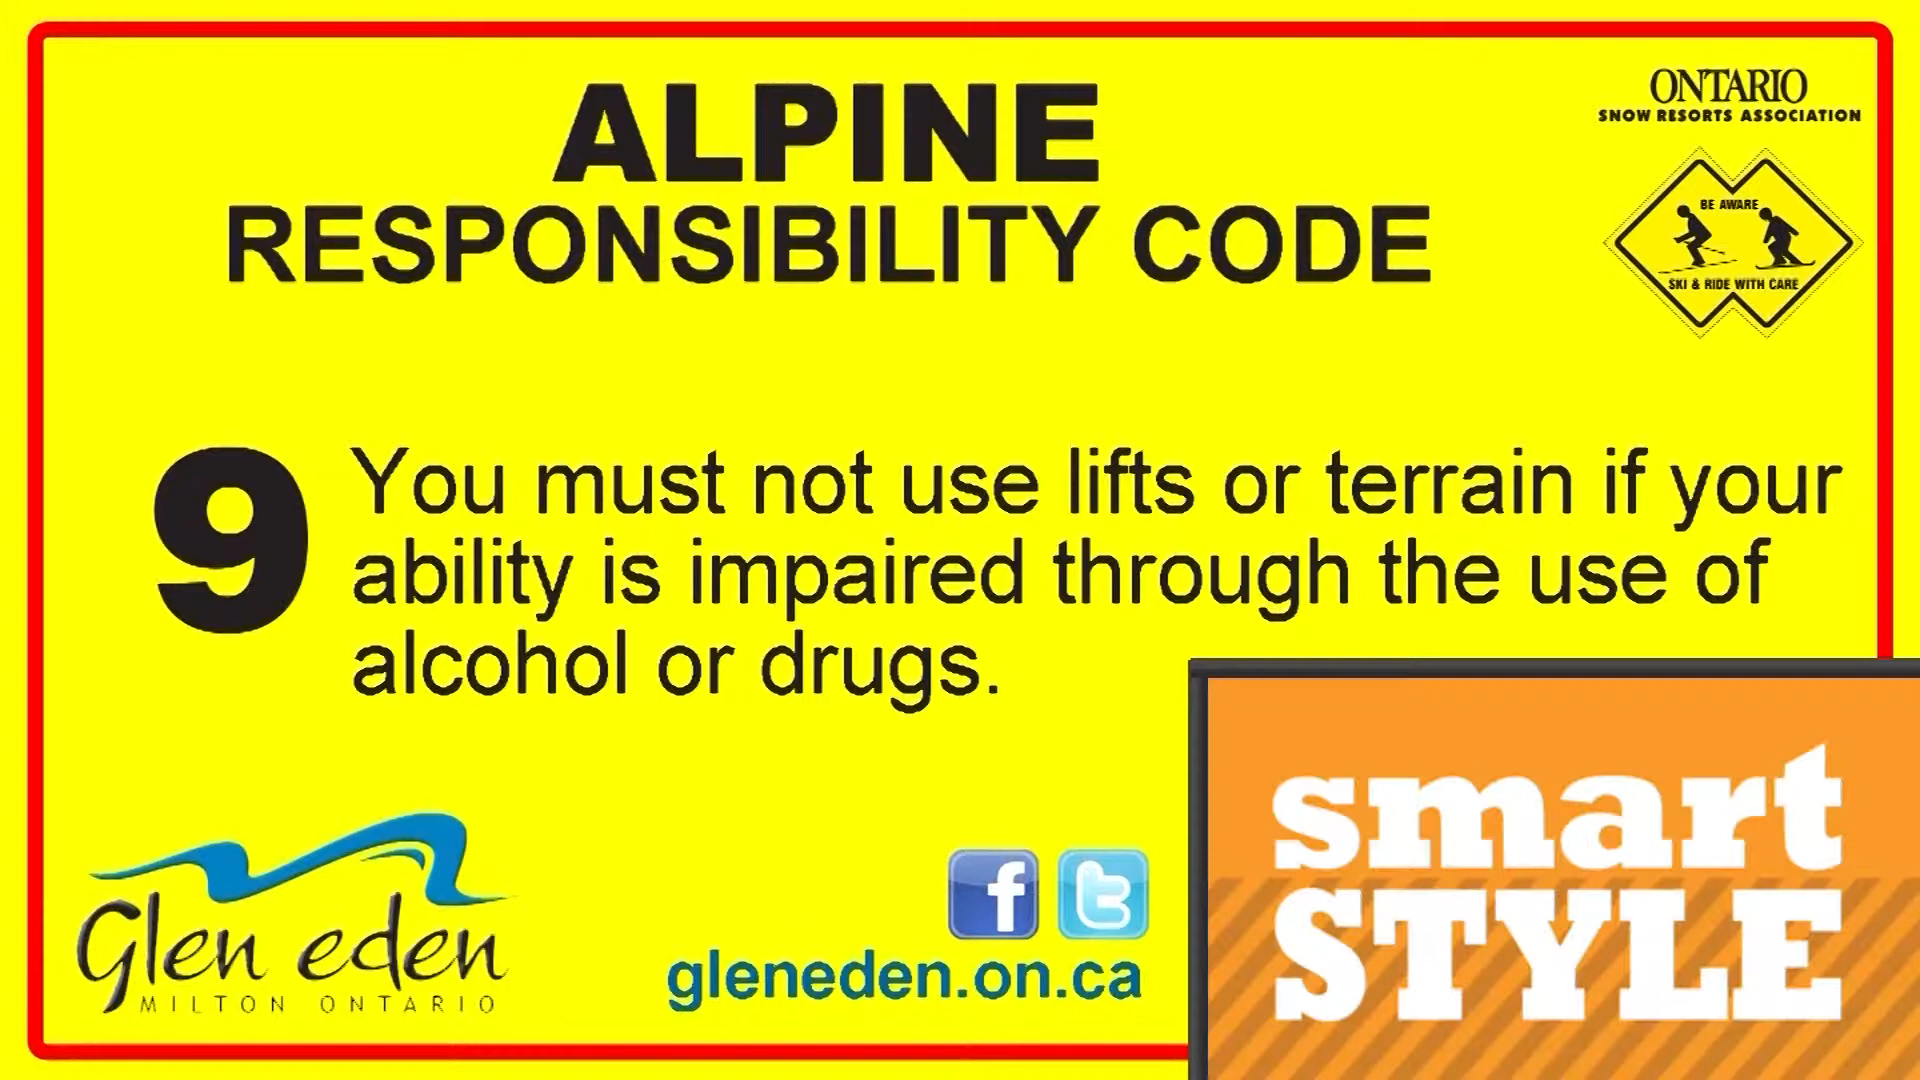 ALPINE
RESPONSIBILITY CODE
ONTARIO
SNOW RESORTS ASSOCIATION
BE AWARE
SKI & RIDE WITH CARE
9
You must not use lifts or terrain if your
ability is impaired through the use of
alcohol or drugs.
Glen eden
MILTON ONTARIO
f t
gleneden.on.ca
smart
STYLE